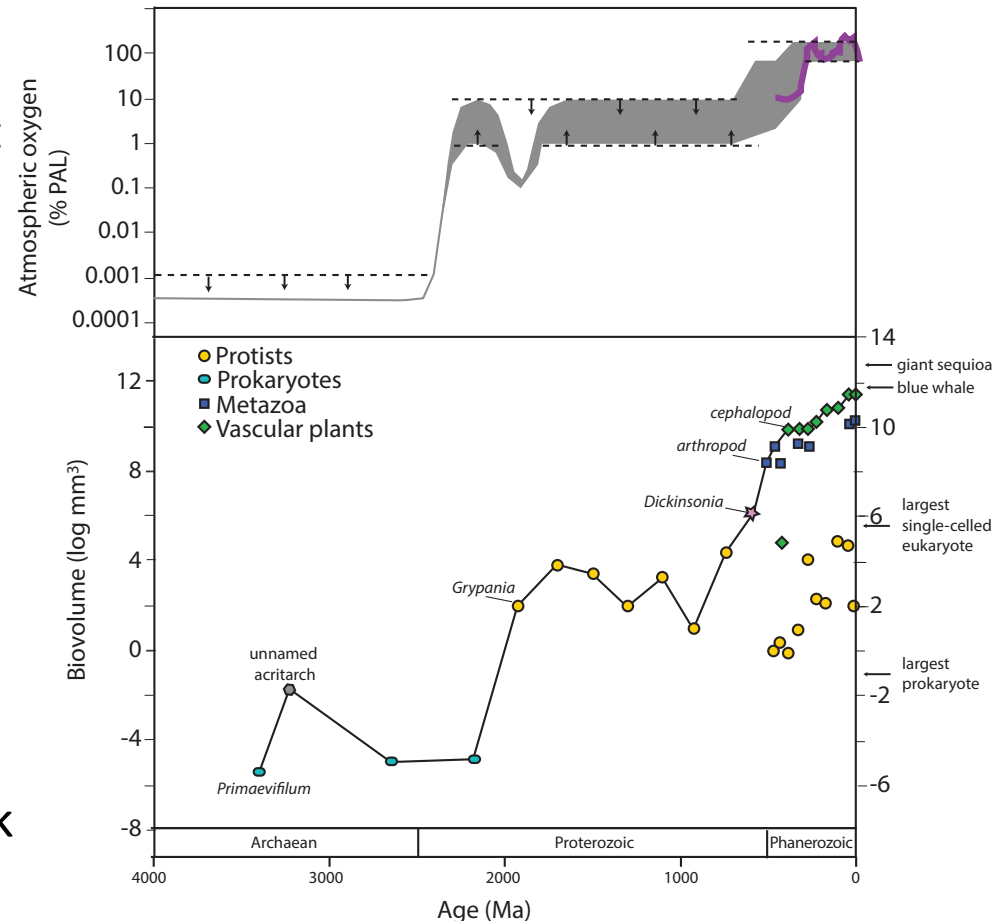 Atmospheric oxygen
(% PAL)
100
10
1
0.1
0.01
0.001
0.0001
Protists
Prokaryotes
Metazoa
Vascular plants
Biovolume (log mm³)
12
8
4
0
-4
-8
14
10
6
2
-2
-6
giant sequioa
blue whale
largest
single-celled
eukaryote
largest
prokaryote
cephalopod
arthropod
Dickinsonia
Grypania
unnamed
acritarch
Primaevifilum
Archaean
Proterozoic
Phanerozoic
4000
3000
2000
1000
0
Age (Ma)